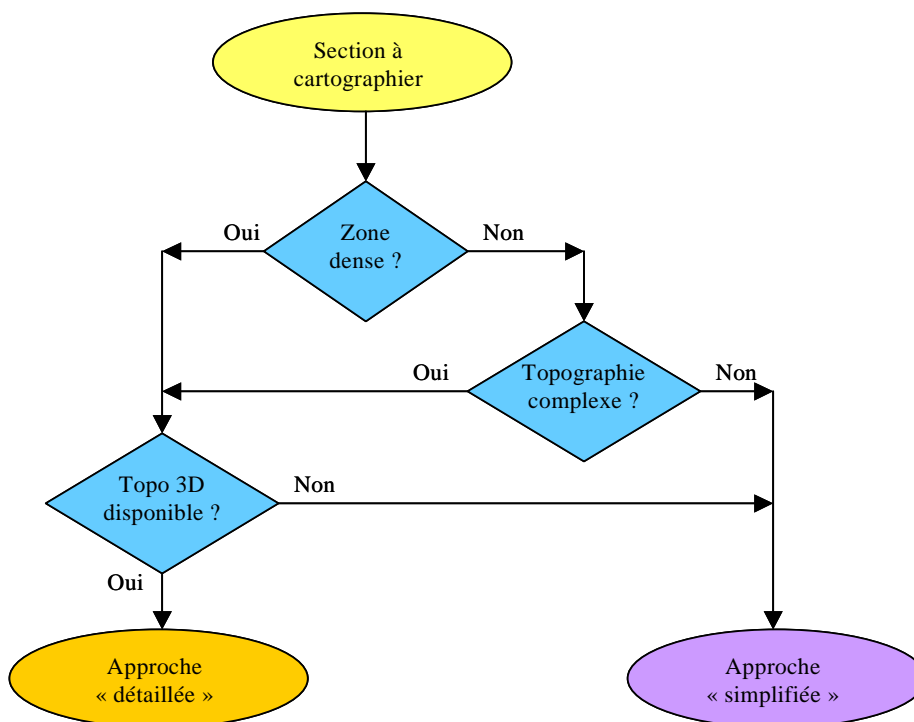 Section à
cartographier
Oui
Zone
dense ?
Non
Oui
Topographie
complexe ?
Non
Topo 3D
disponible ?
Non
Oui
Approche
« détaillée »
Approche
« simplifiée »